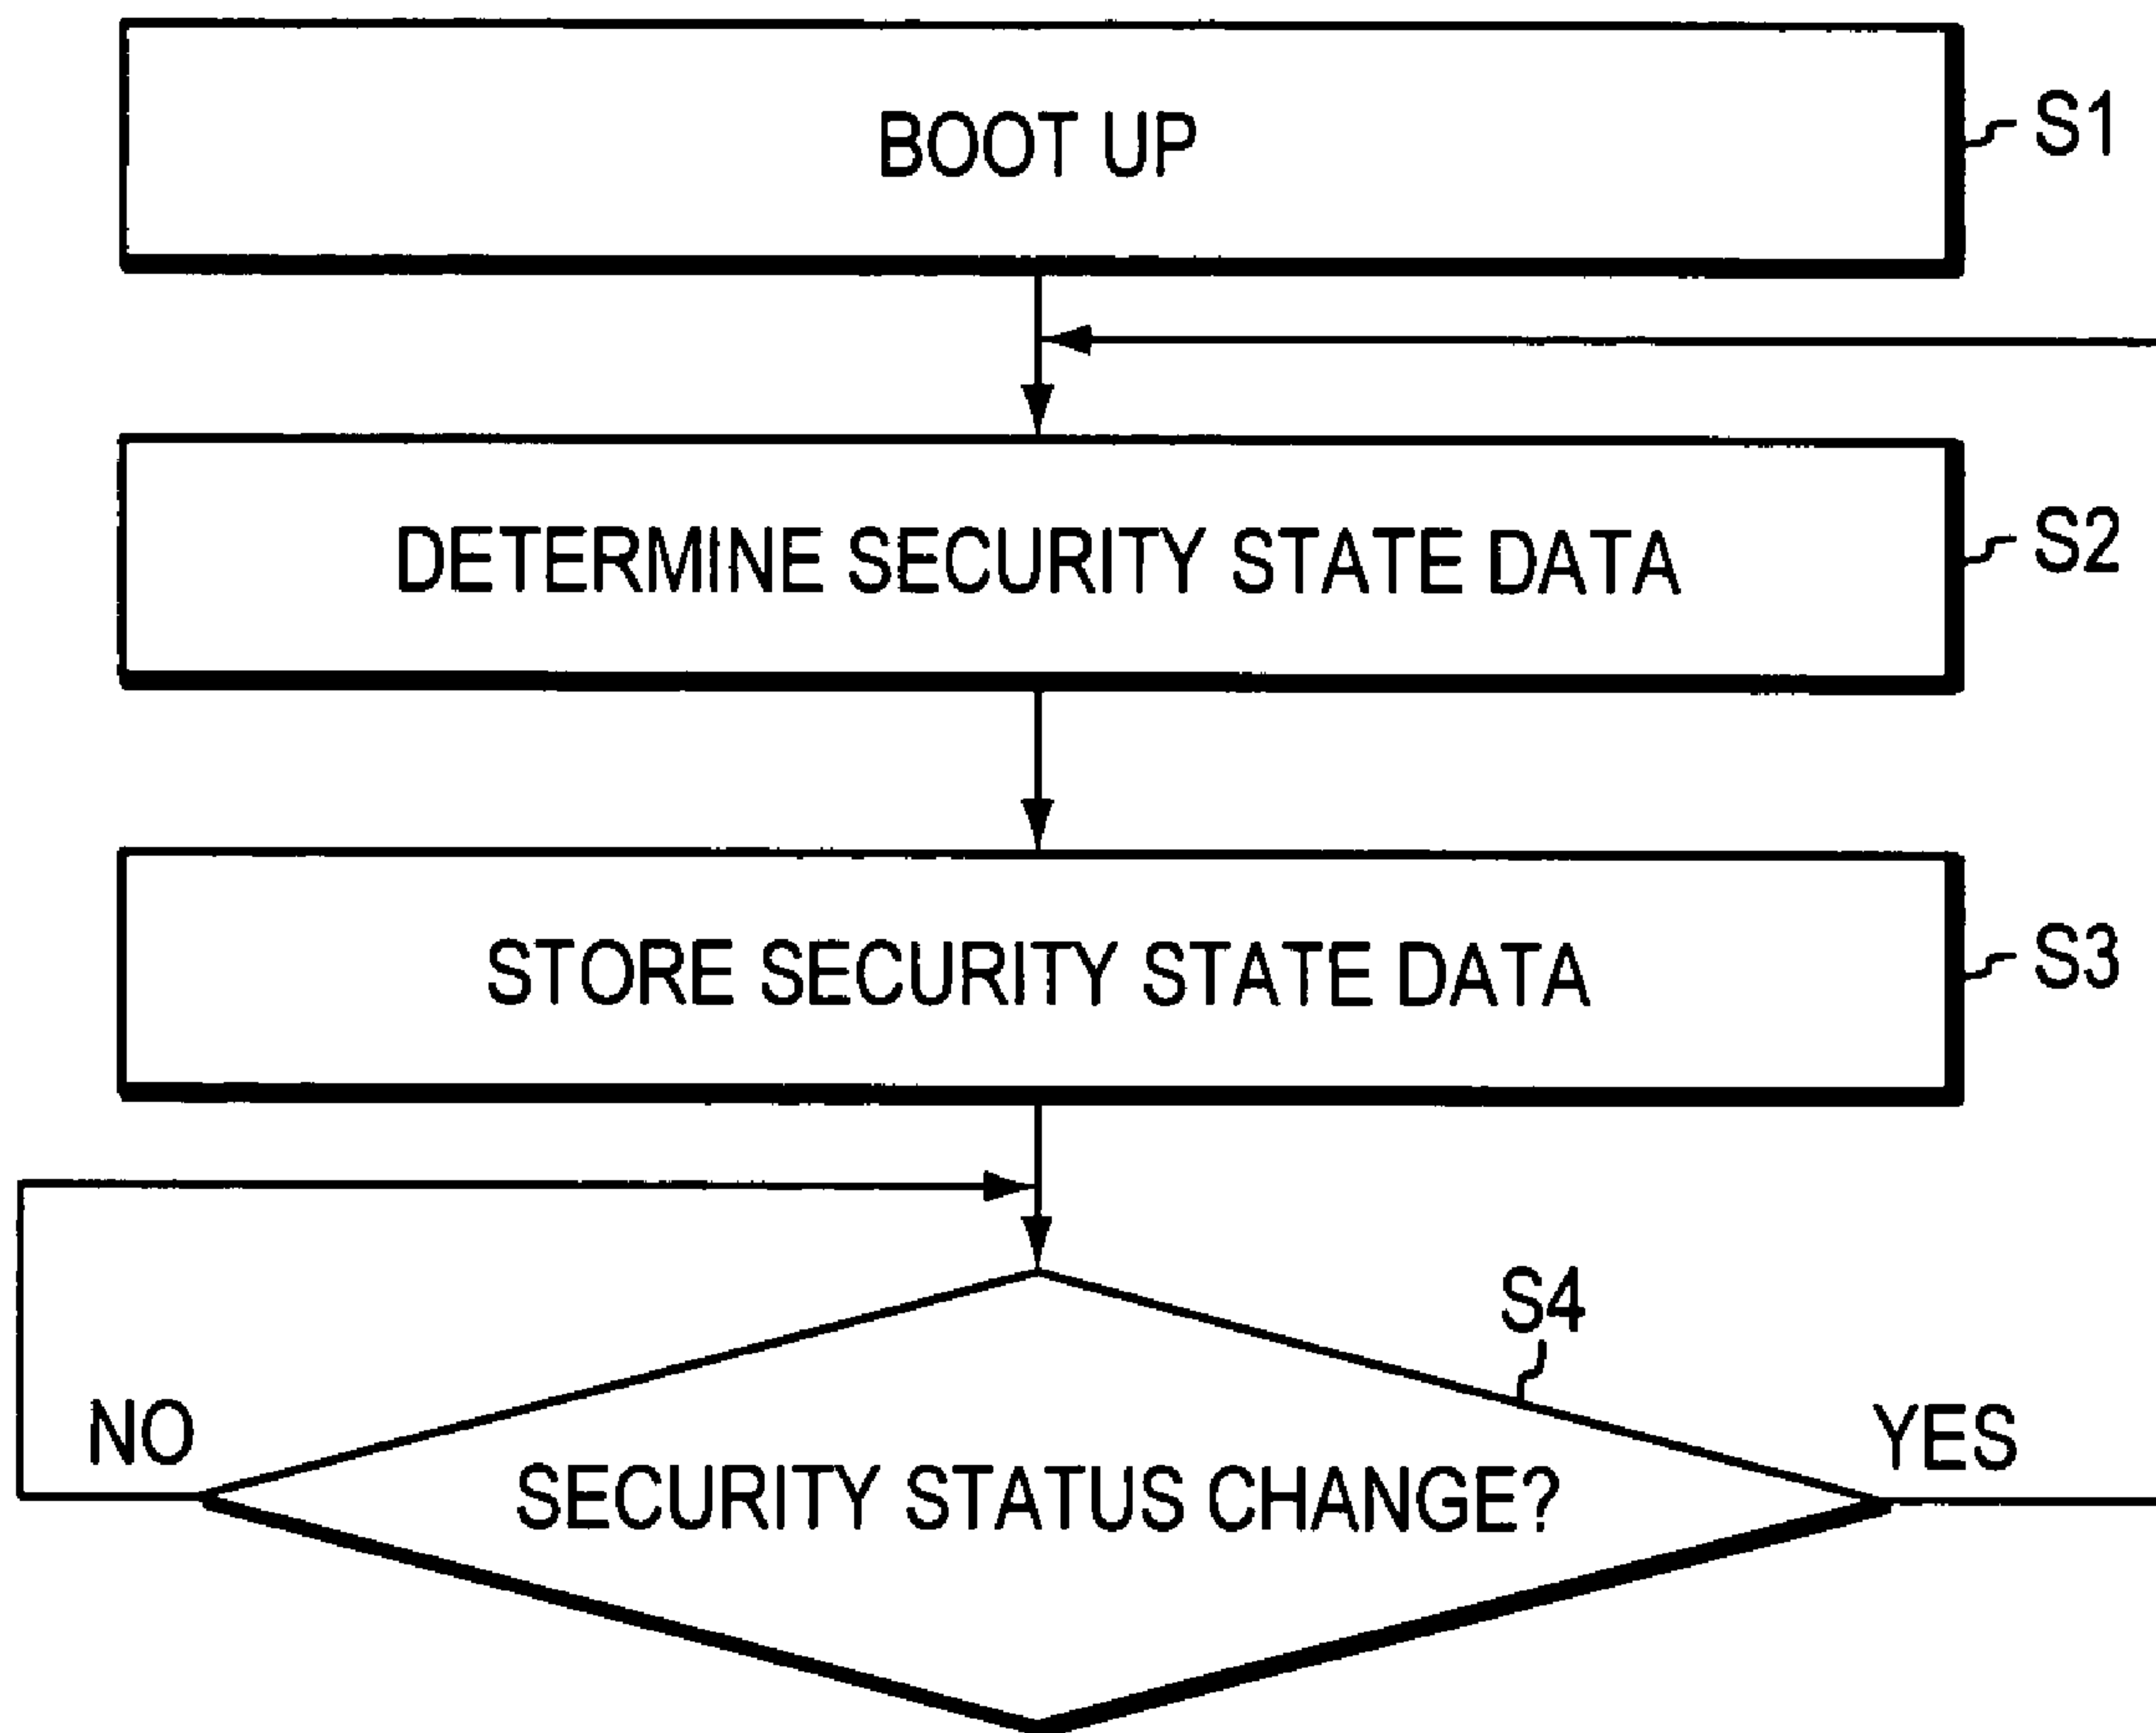 BOOT UP
S1
DETERMINE SECURITY STATE DATA
S2
STORE SECURITY STATE DATA
S3
S4
NO
YES
SECURITY STATUS CHANGE?